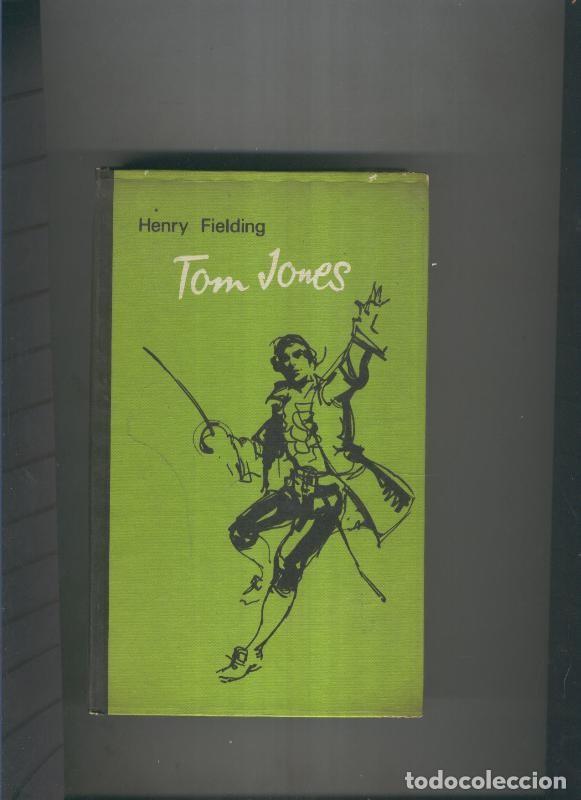 Henry Fielding
Tom Jones
todocoleccion